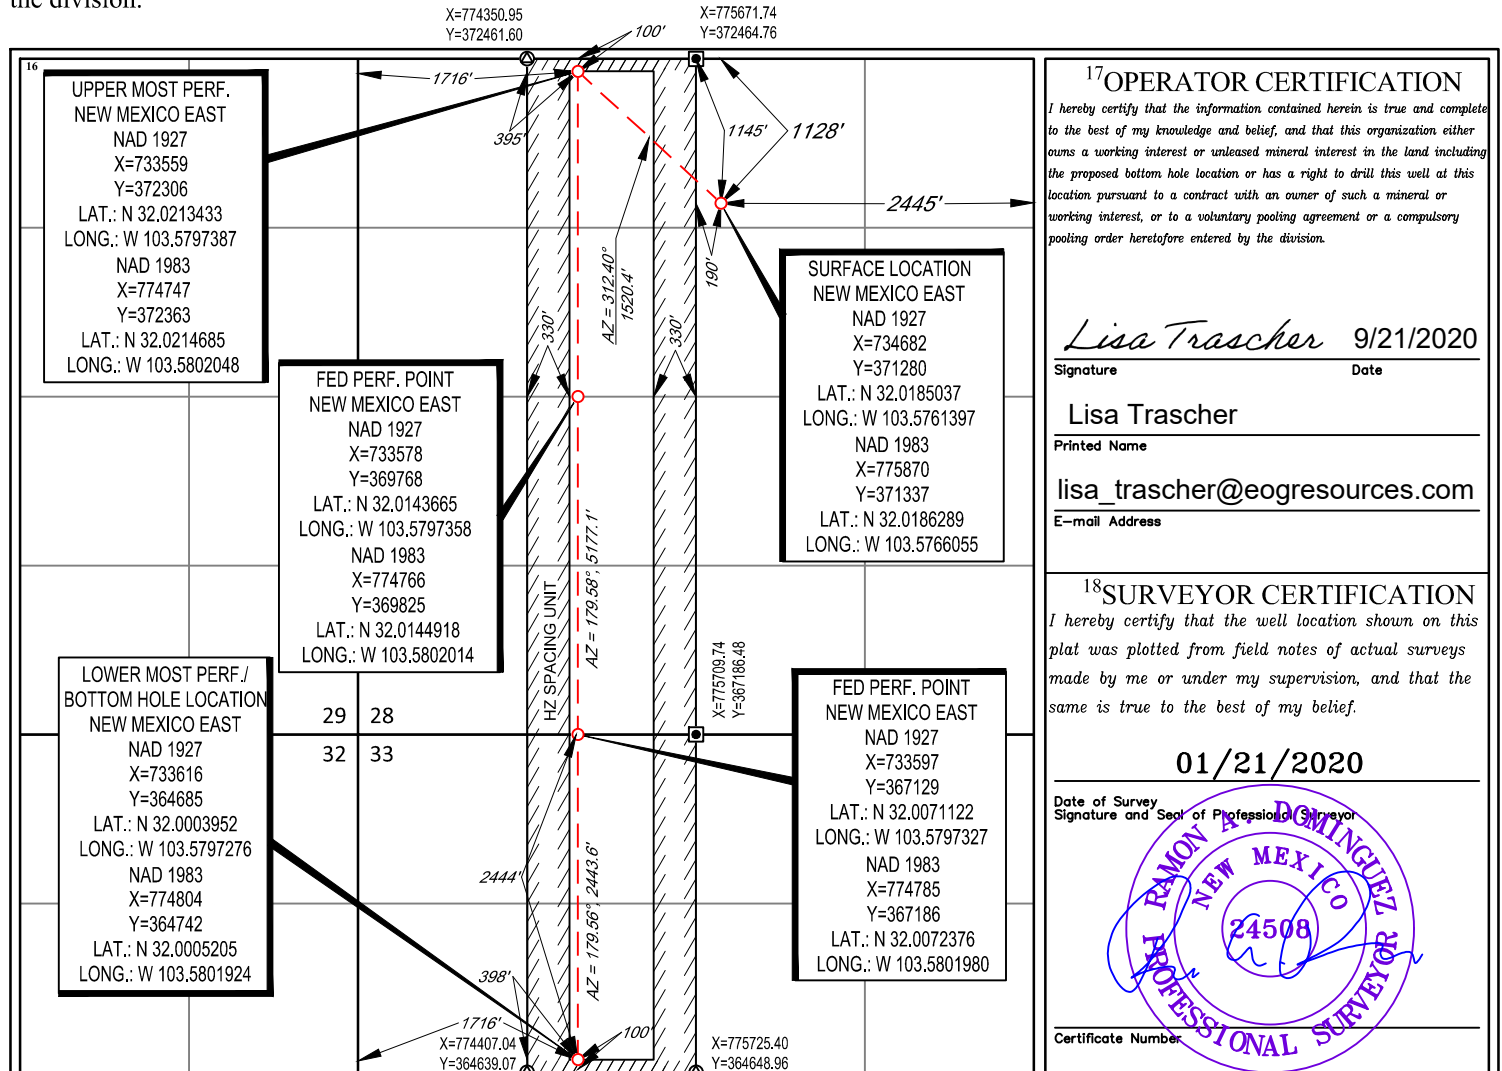 the division.
X=774350.95
Y=372461.60
X=775671.74
Y=372464.76
100'
16
1716'
395'
1145'
1128'
2445'
190'
AZ = 312.40°
1520.4'
330'
330'
UPPER MOST PERF.
NEW MEXICO EAST
NAD 1927
X=733559
Y=372306
LAT.: N 32.0213433
LONG.: W 103.5797387
NAD 1983
X=774747
Y=372363
LAT.: N 32.0214685
LONG.: W 103.5802048
SURFACE LOCATION
NEW MEXICO EAST
NAD 1927
X=734682
Y=371280
LAT.: N 32.0185037
LONG.: W 103.5761397
NAD 1983
X=775870
Y=371337
LAT.: N 32.0186289
LONG.: W 103.5766055
FED PERF. POINT
NEW MEXICO EAST
NAD 1927
X=733578
Y=369768
LAT.: N 32.0143665
LONG.: W 103.5797358
NAD 1983
X=774766
Y=369825
LAT.: N 32.0144918
LONG.: W 103.5802014
HZ SPACING UNIT
AZ = 179.58°, 5177.1'
X=775709.74
Y=367186.48
29 28
32 33
LOWER MOST PERF./
BOTTOM HOLE LOCATION
NEW MEXICO EAST
NAD 1927
X=733616
Y=364685
LAT.: N 32.0003952
LONG.: W 103.5797276
NAD 1983
X=774804
Y=364742
LAT.: N 32.0005205
LONG.: W 103.5801924
FED PERF. POINT
NEW MEXICO EAST
NAD 1927
X=733597
Y=367129
LAT.: N 32.0071122
LONG.: W 103.5797327
NAD 1983
X=774785
Y=367186
LAT.: N 32.0072376
LONG.: W 103.5801980
2444'
AZ = 179.56°, 2443.6'
398'
1716'
100'
X=774407.04
Y=364639.07
X=775725.40
Y=364648.96
17OPERATOR CERTIFICATION
I hereby certify that the information contained herein is true and complete
to the best of my knowledge and belief, and that this organization either
owns a working interest or unleased mineral interest in the land including
the proposed bottom hole location or has a right to drill this well at this
location pursuant to a contract with an owner of such a mineral or
working interest, or to a voluntary pooling agreement or a compulsory
pooling order heretofore entered by the division.
Lisa Trascher 9/21/2020
Signature Date
Lisa Trascher
Printed Name
lisa_trascher@eogresources.com
E-mail Address
18SURVEYOR CERTIFICATION
I hereby certify that the well location shown on this
plat was plotted from field notes of actual surveys
made by me or under my supervision, and that the
same is true to the best of my belief.
01/21/2020
Date of Survey
Signature and Seal of Professional Surveyor
RAMON A. DOMINGUEZ
NEW MEXICO
24508
PROFESSIONAL SURVEYOR
Certificate Number